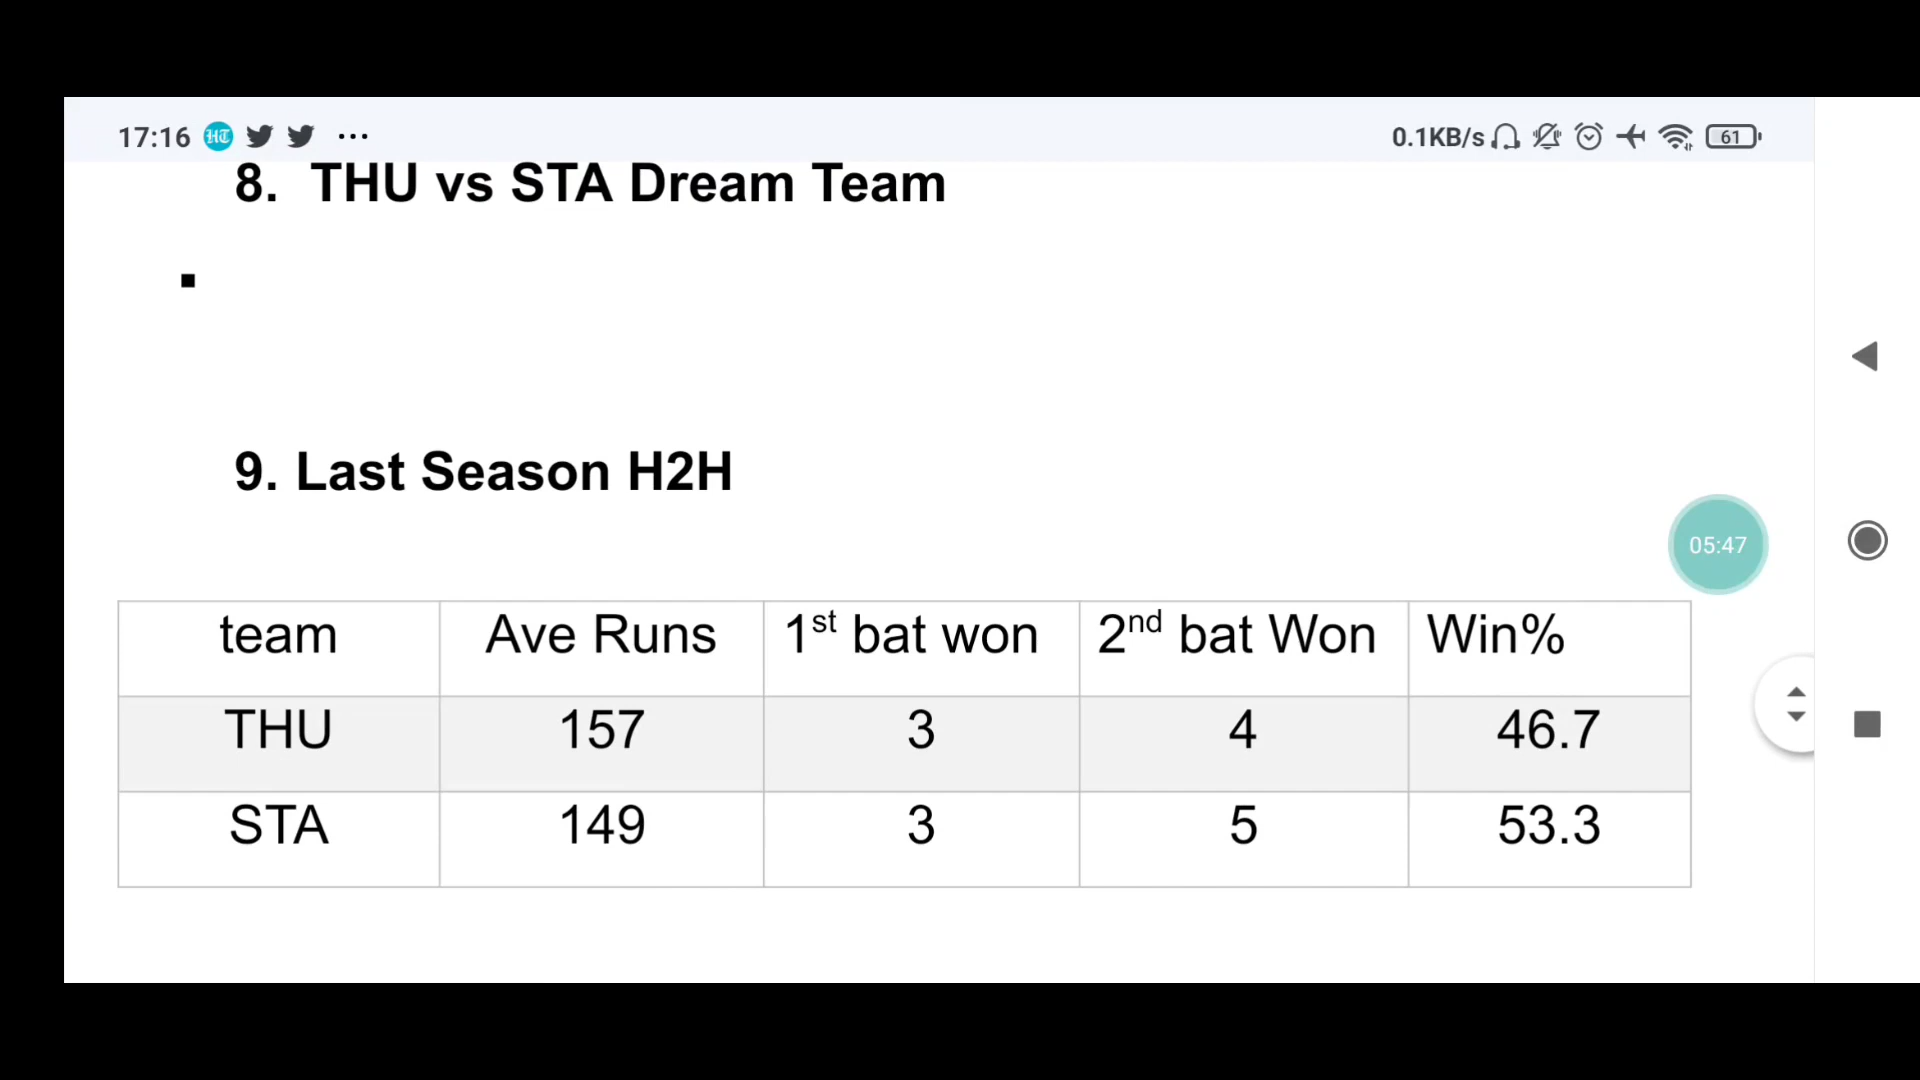 17:16 HT ... 0.1KB/s 61
8. THU vs STA Dream Team
9. Last Season H2H
05:47
team Ave Runs 1st bat won 2nd bat Won Win%
THU 157 3 4 46.7
STA 149 3 5 53.3